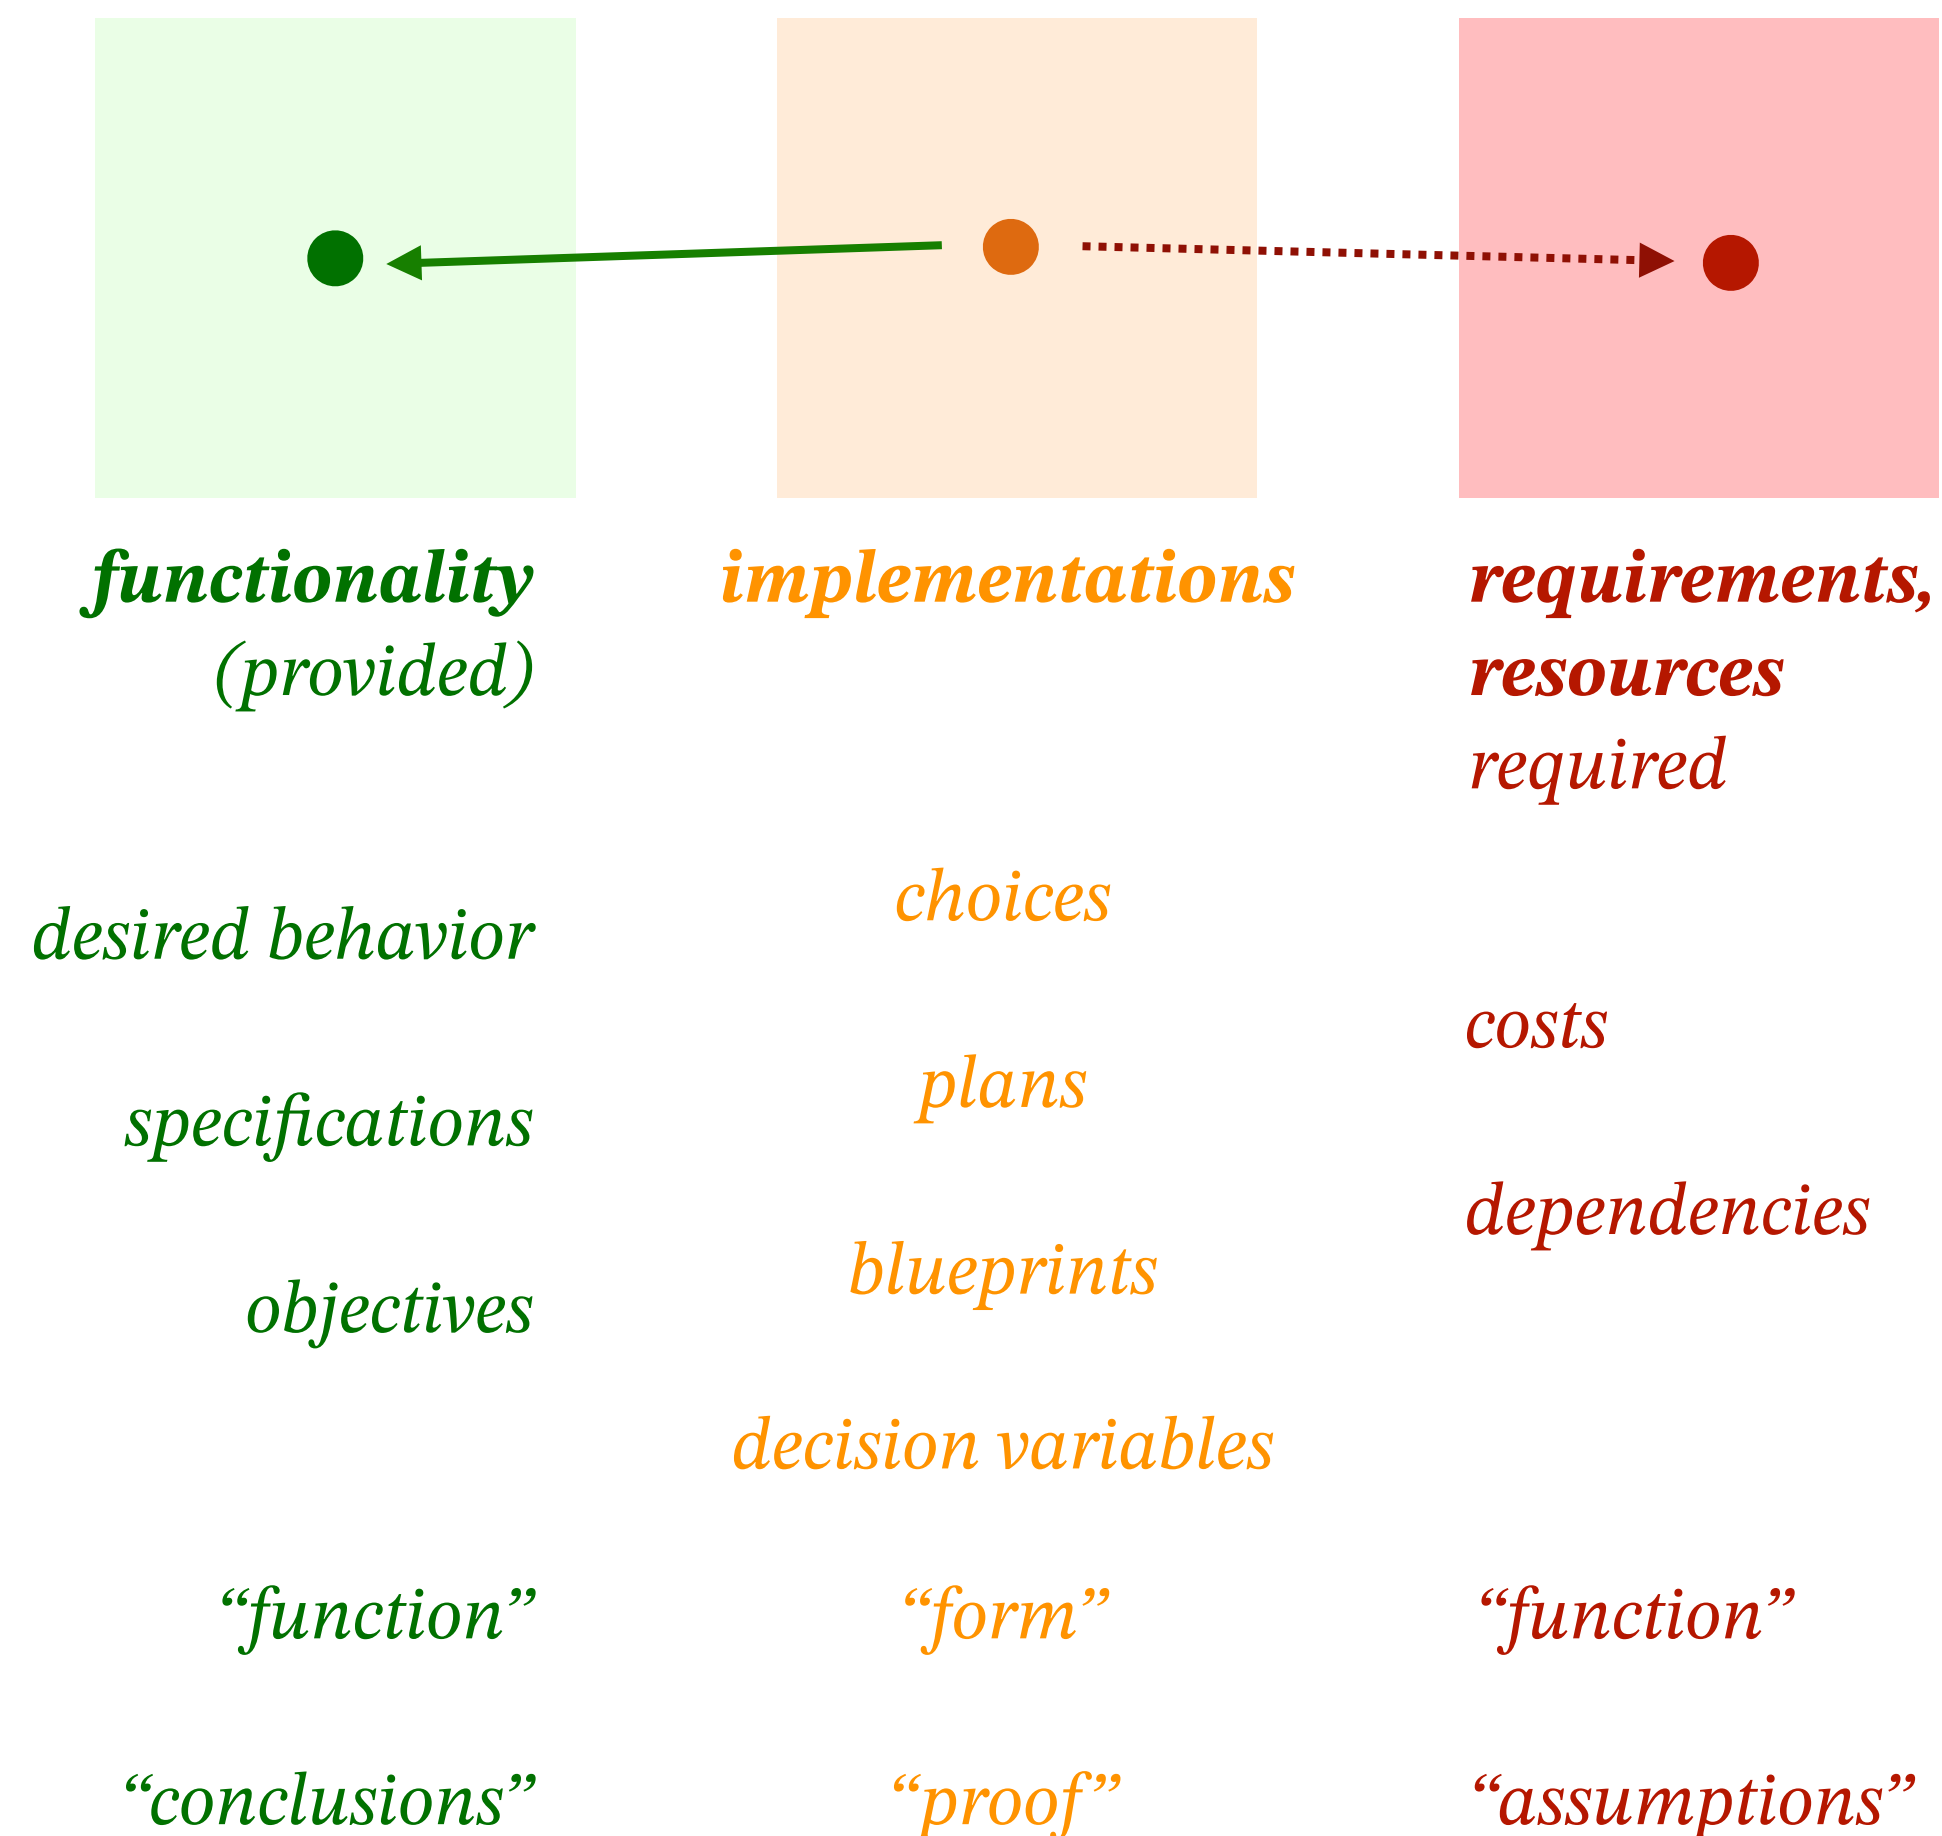 functionality
(provided)
desired behavior
specifications
objectives
“function”
“conclusions”
implementations
choices
plans
blueprints
decision variables
“form”
“proof”
requirements,
resources
required
costs
dependencies
“function”
“assumptions”